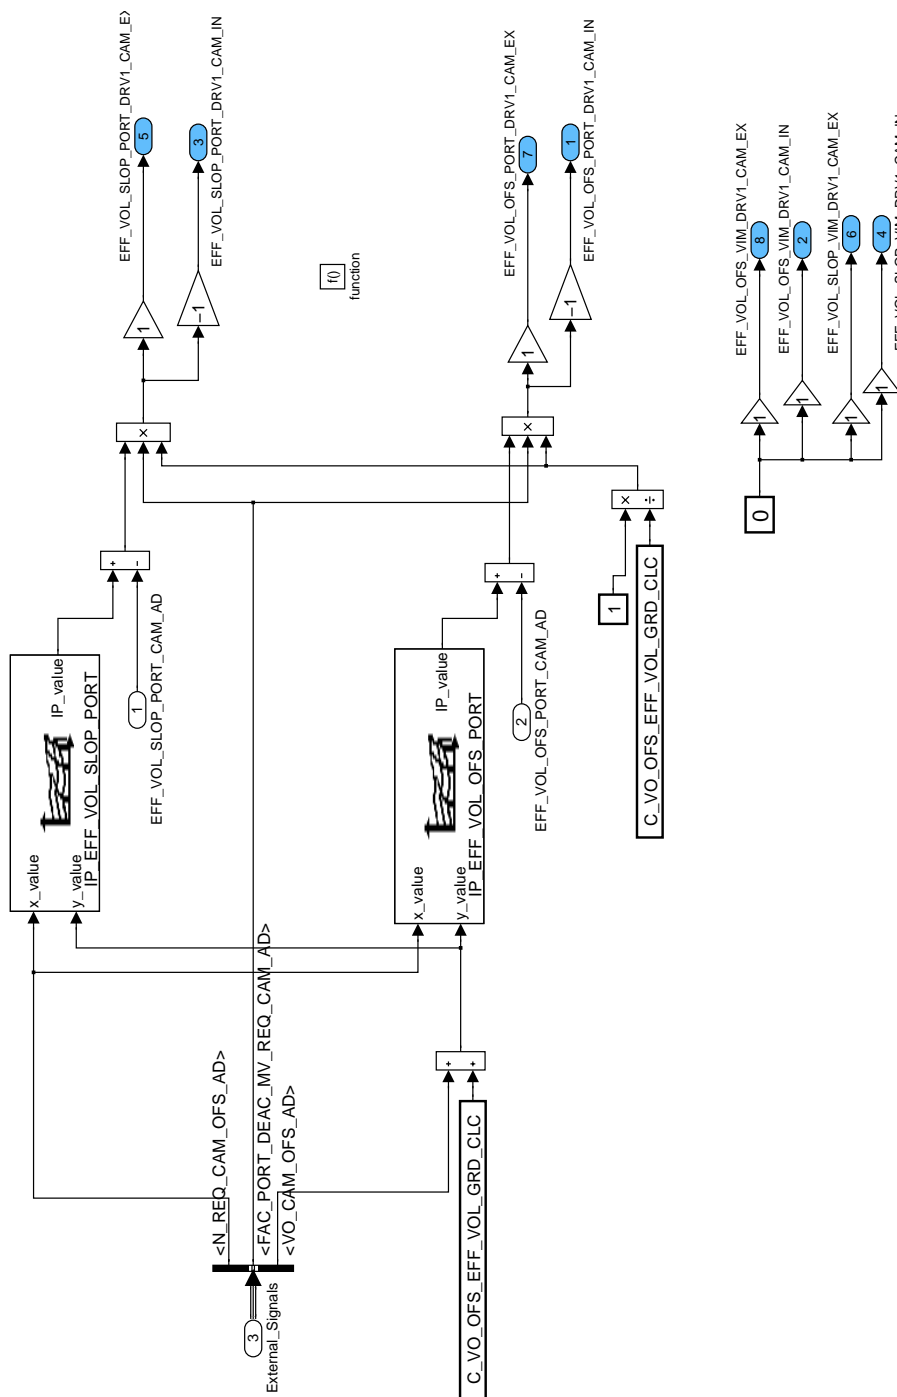 EFF_VOL_SLOP_PORT_DRV1_CAM_EX
5
3
EFF_VOL_SLOP_PORT_DRV1_CAM_IN
EFF_VOL_OFS_PORT_DRV1_CAM_EX
7
1
EFF_VOL_OFS_PORT_DRV1_CAM_IN
EFF_VOL_OFS_VIM_DRV1_CAM_EX
8
EFF_VOL_OFS_VIM_DRV1_CAM_IN
2
EFF_VOL_SLOP_VIM_DRV1_CAM_EX
6
4
EFF_VOL_SLOP_VIM_DRV1_CAM_IN
f()
function
1
−1
1
−1
1
1
1
1
×
×
×
÷
0
1
C_VO_OFS_EFF_VOL_GRD_CLC
+
-
+
-
IP_value
x_value
y_value
IP_EFF_VOL_SLOP_PORT
1
EFF_VOL_SLOP_PORT_CAM_AD
IP_value
x_value
y_value
IP_EFF_VOL_OFS_PORT
2
EFF_VOL_OFS_PORT_CAM_AD
<N_REQ_CAM_OFS_AD>
<FAC_PORT_DEAC_MV_REQ_CAM_AD>
<VO_CAM_OFS_AD>
+
+
3
External_Signals
C_VO_OFS_EFF_VOL_GRD_CLC